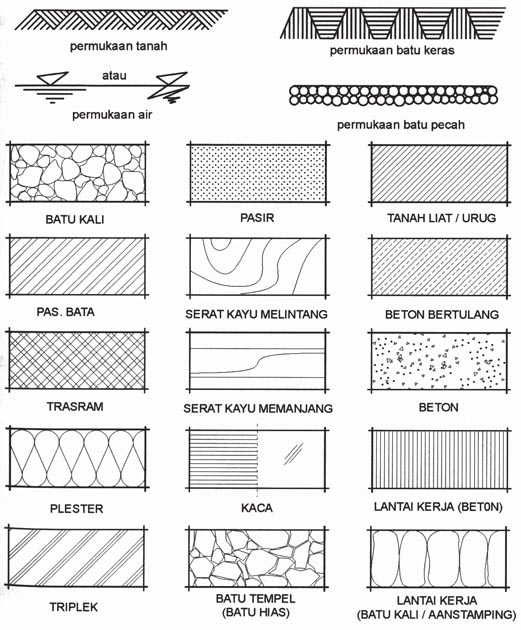 permukaan tanah
permukaan batu keras
atau
permukaan air
permukaan batu pecah
BATU KALI
PASIR
TANAH LIAT / URUG
PAS. BATA
SERAT KAYU MELINTANG
BETON BERTULANG
TRASRAM
SERAT KAYU MEMANJANG
BETON
PLESTER
KACA
LANTAI KERJA (BET0N)
TRIPLEK
BATU TEMPEL
(BATU HIAS)
LANTAI KERJA
(BATU KALI / AANSTAMPING)